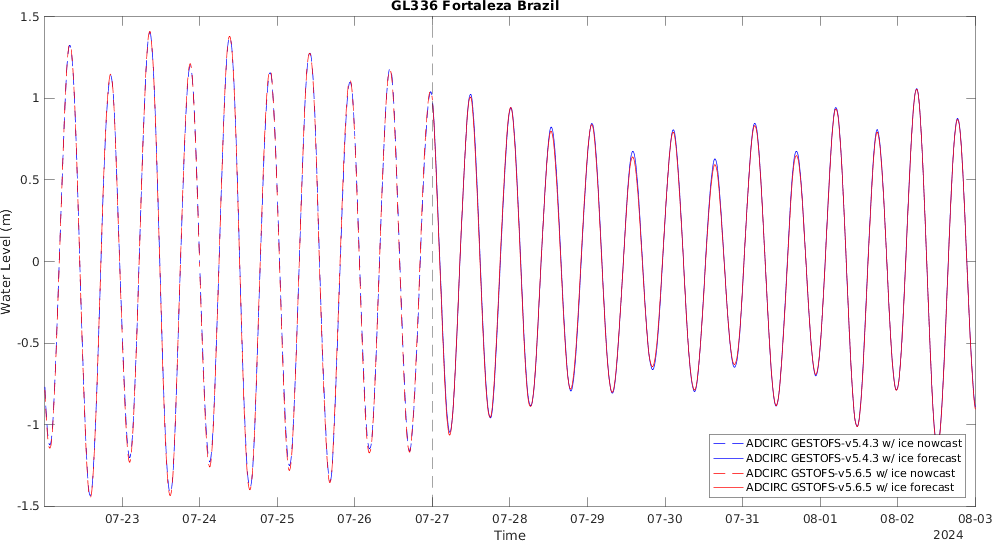 GL336 Fortaleza Brazil
1.5
1
0.5
0
-0.5
-1
-1.5
Water Level (m)
07-23 07-24 07-25 07-26 07-27 07-28 07-29 07-30 07-31 08-01 08-02 08-03
Time
2024
ADCIRC GESTOFS-v5.4.3 w/ ice nowcast
ADCIRC GESTOFS-v5.4.3 w/ ice forecast
ADCIRC GSTOFS-v5.6.5 w/ ice nowcast
ADCIRC GSTOFS-v5.6.5 w/ ice forecast